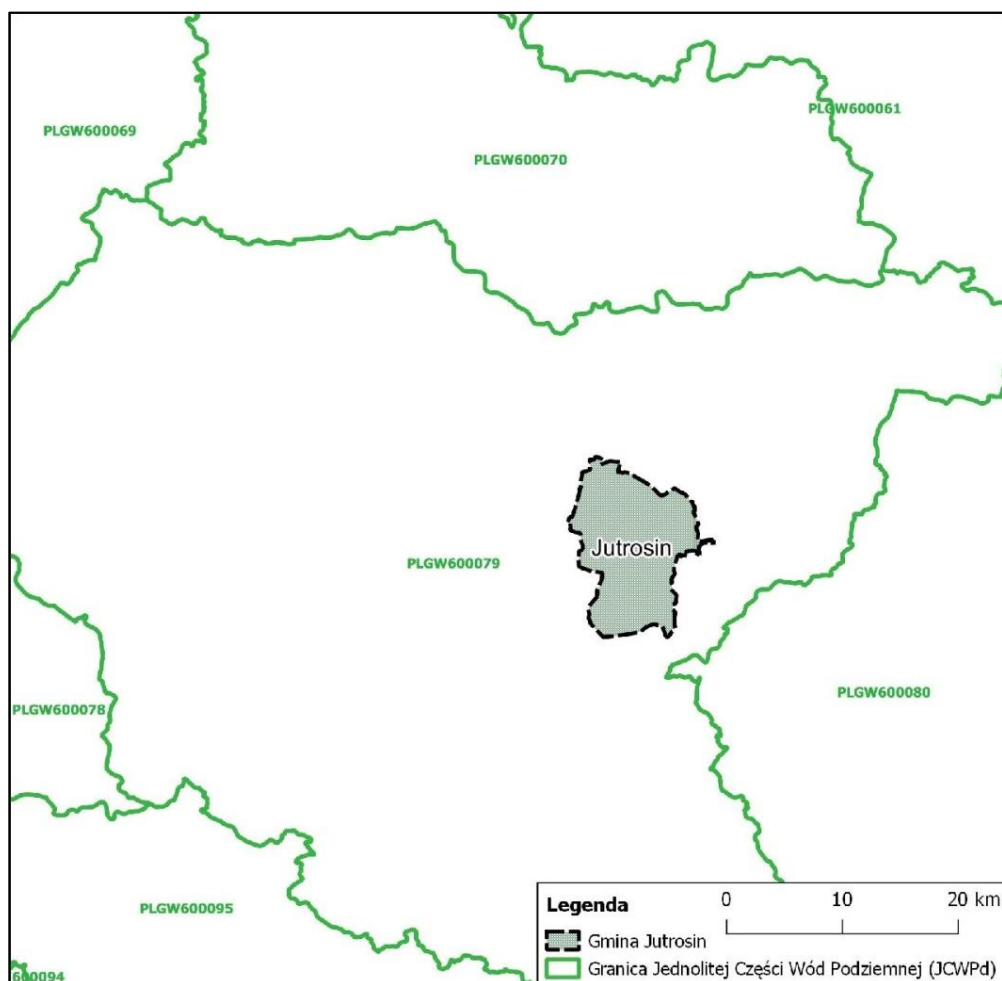 PLGW600061
PLGW600069
PLGW600070
Jutrosin
PLGW600079
PLGW600080
PLGW600078
PLGW600095
600094
Legenda
0 10 20 km
Gmina Jutrosin
Granica Jednolitej Części Wód Podziemnej (JCWPd)